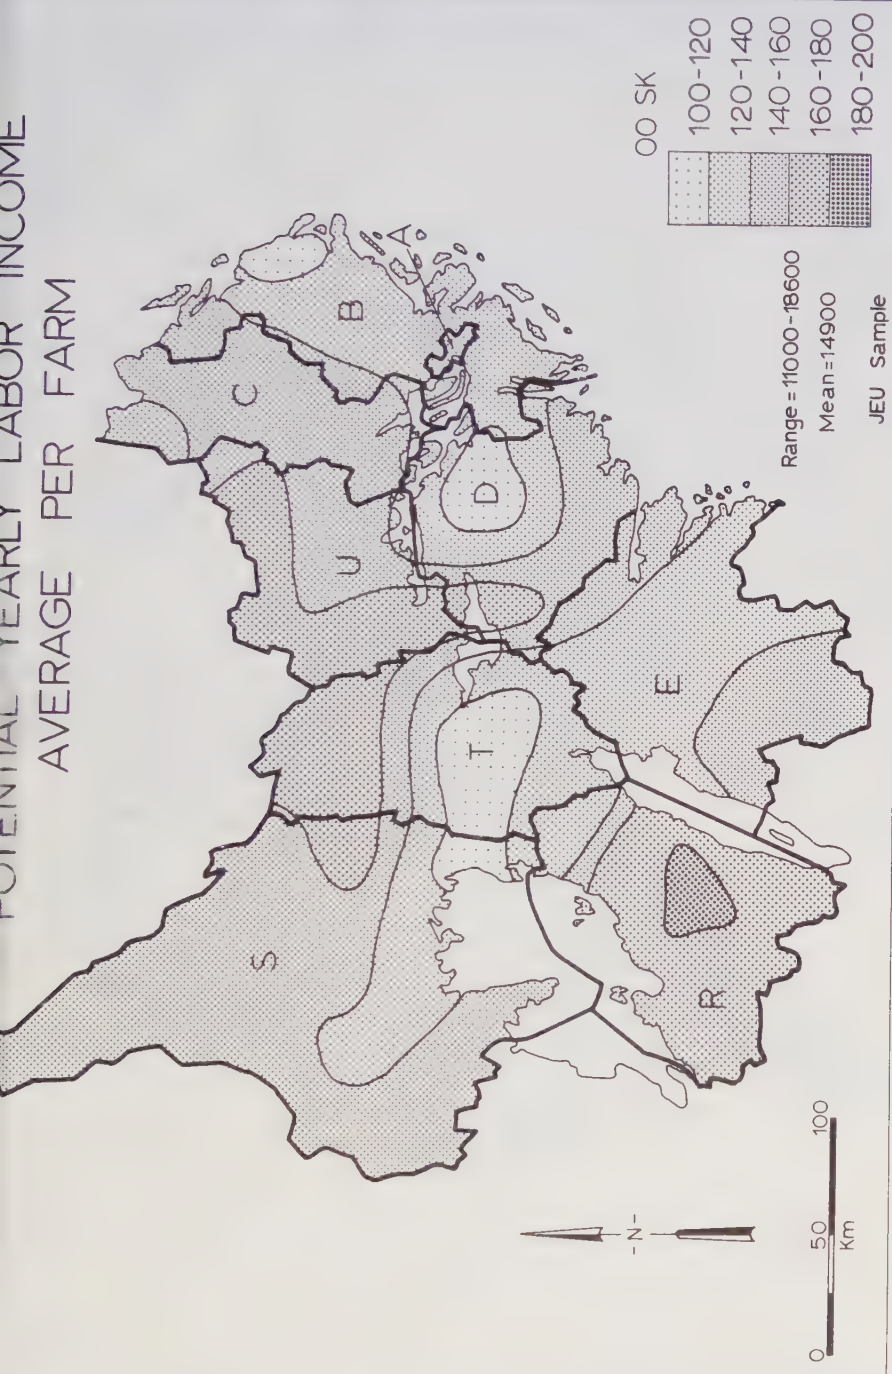 POTENTIAL YEARLY LABOR INCOME
AVERAGE PER FARM
S
T
U
C
B
A
D
E
R
-N-
0 50 100
Km
00 SK
100-120
120-140
140-160
160-180
180-200
Range = 11000-18600
Mean = 14900
JEU Sample